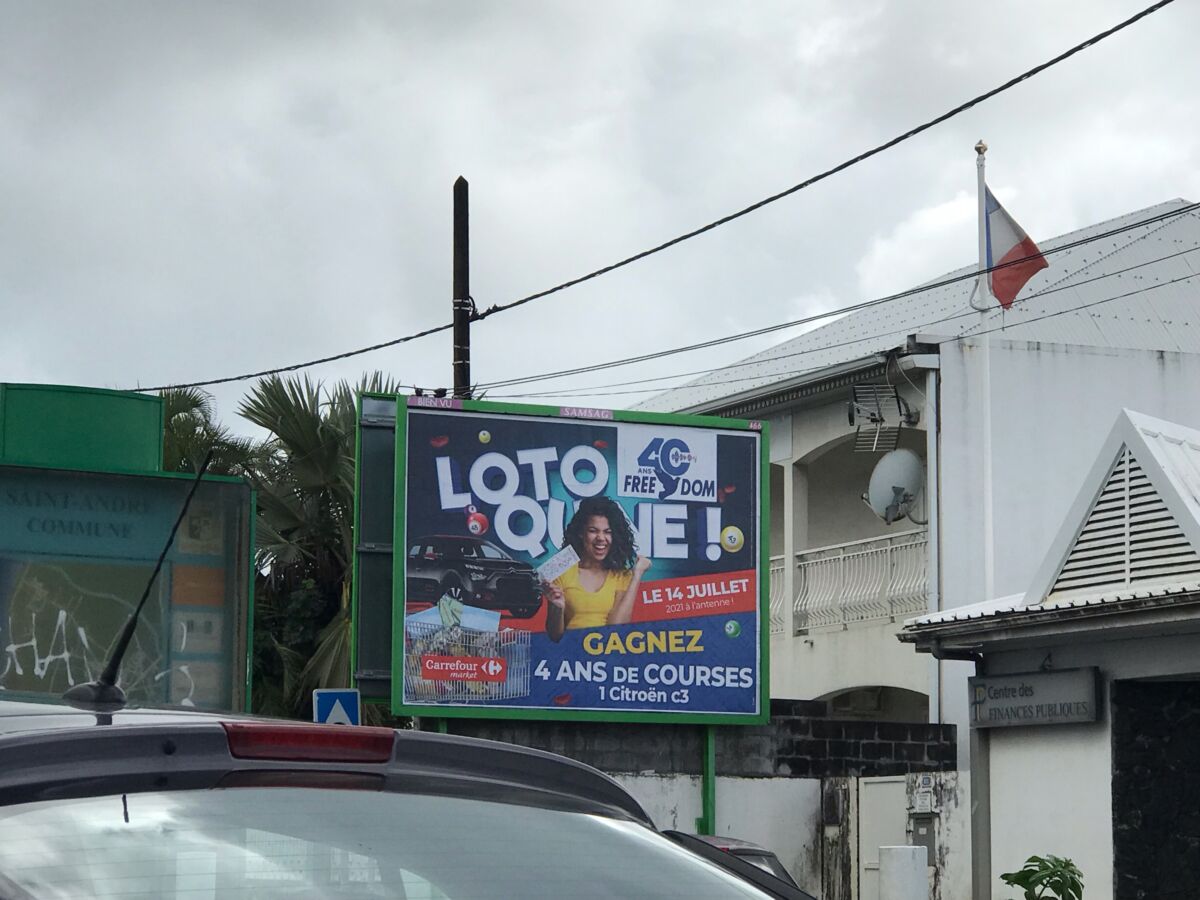 BIEN VU
SAMSAG
466
LOTO
QUINE !
40
ANS
FREE DOM
LE 14 JUILLET
2021 à l'antenne !
GAGNEZ
4 ANS DE COURSES
1 Citroën c3
Carrefour
market
SAINT-ANDRÉ
COMMUNE
Centre des
FINANCES PUBLIQUES